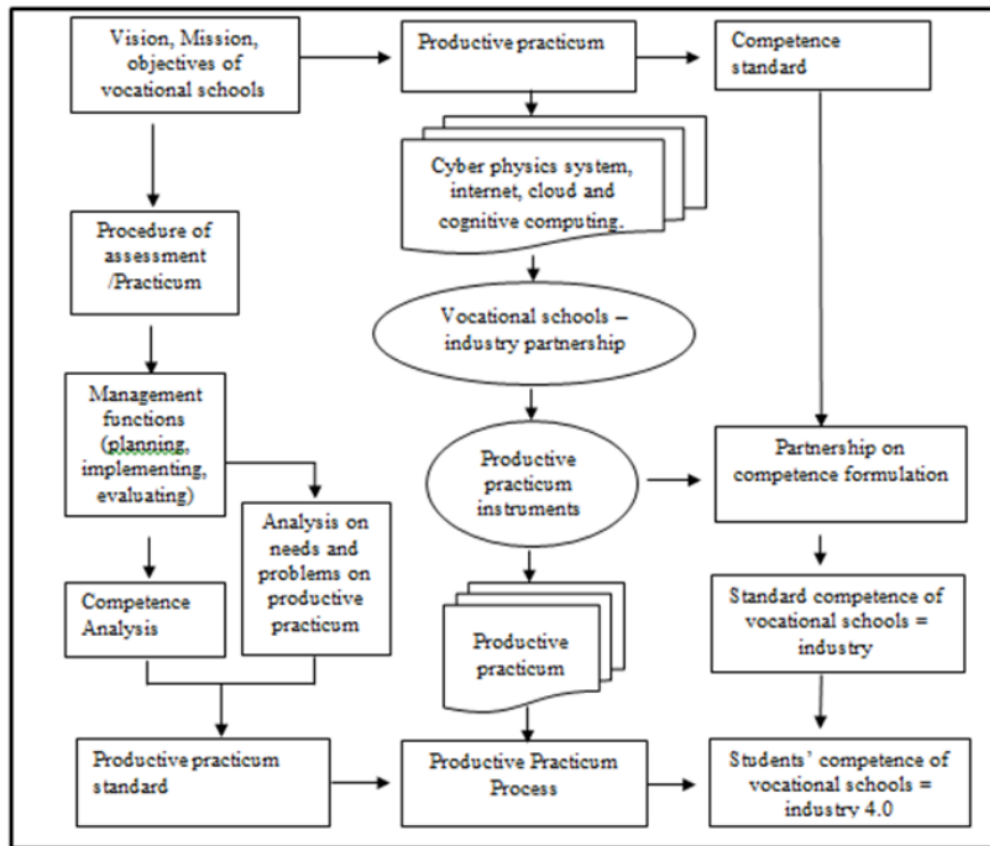 Vision, Mission,
objectives of
vocational schools
Productive practicum
Competence
standard
Cyber physics system,
internet, cloud and
cognitive computing.
Procedure of
assessment
/Practicum
Vocational schools –
industry partnership
Management
functions
(planning,
implementing,
evaluating)
Productive
practicum
instruments
Partnership on
competence formulation
Analysis on
needs and
problems on
productive
practicum
Competence
Analysis
Productive
practicum
Standard competence of
vocational schools =
industry
Productive practicum
standard
Productive Practicum
Process
Students’ competence of
vocational schools =
industry 4.0